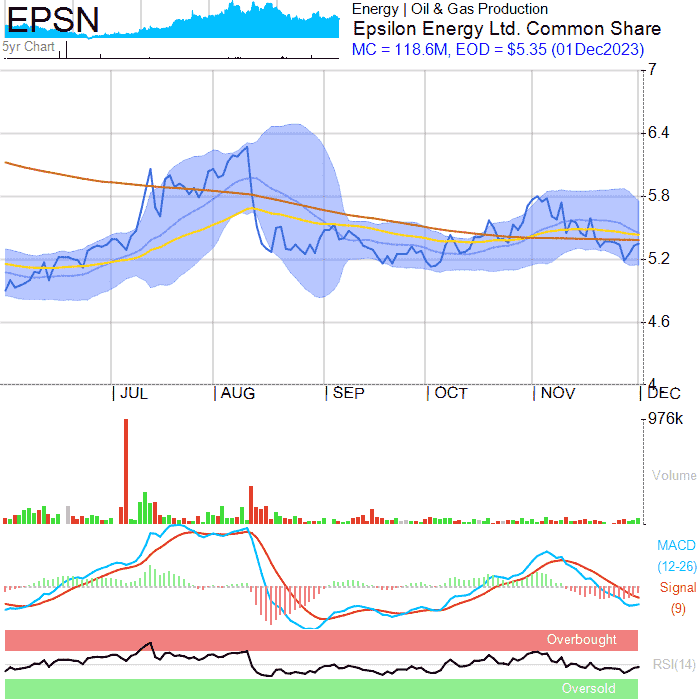 EPSN
5yr Chart
Energy | Oil & Gas Production
Epsilon Energy Ltd. Common Share
MC = 118.6M, EOD = $5.35 (01Dec2023)
7
6.4
5.8
5.2
4.6
4
JUL AUG SEP OCT NOV DEC
976k
Volume
MACD
(12-26)
Signal
(9)
Overbought
RSI(14)
Oversold